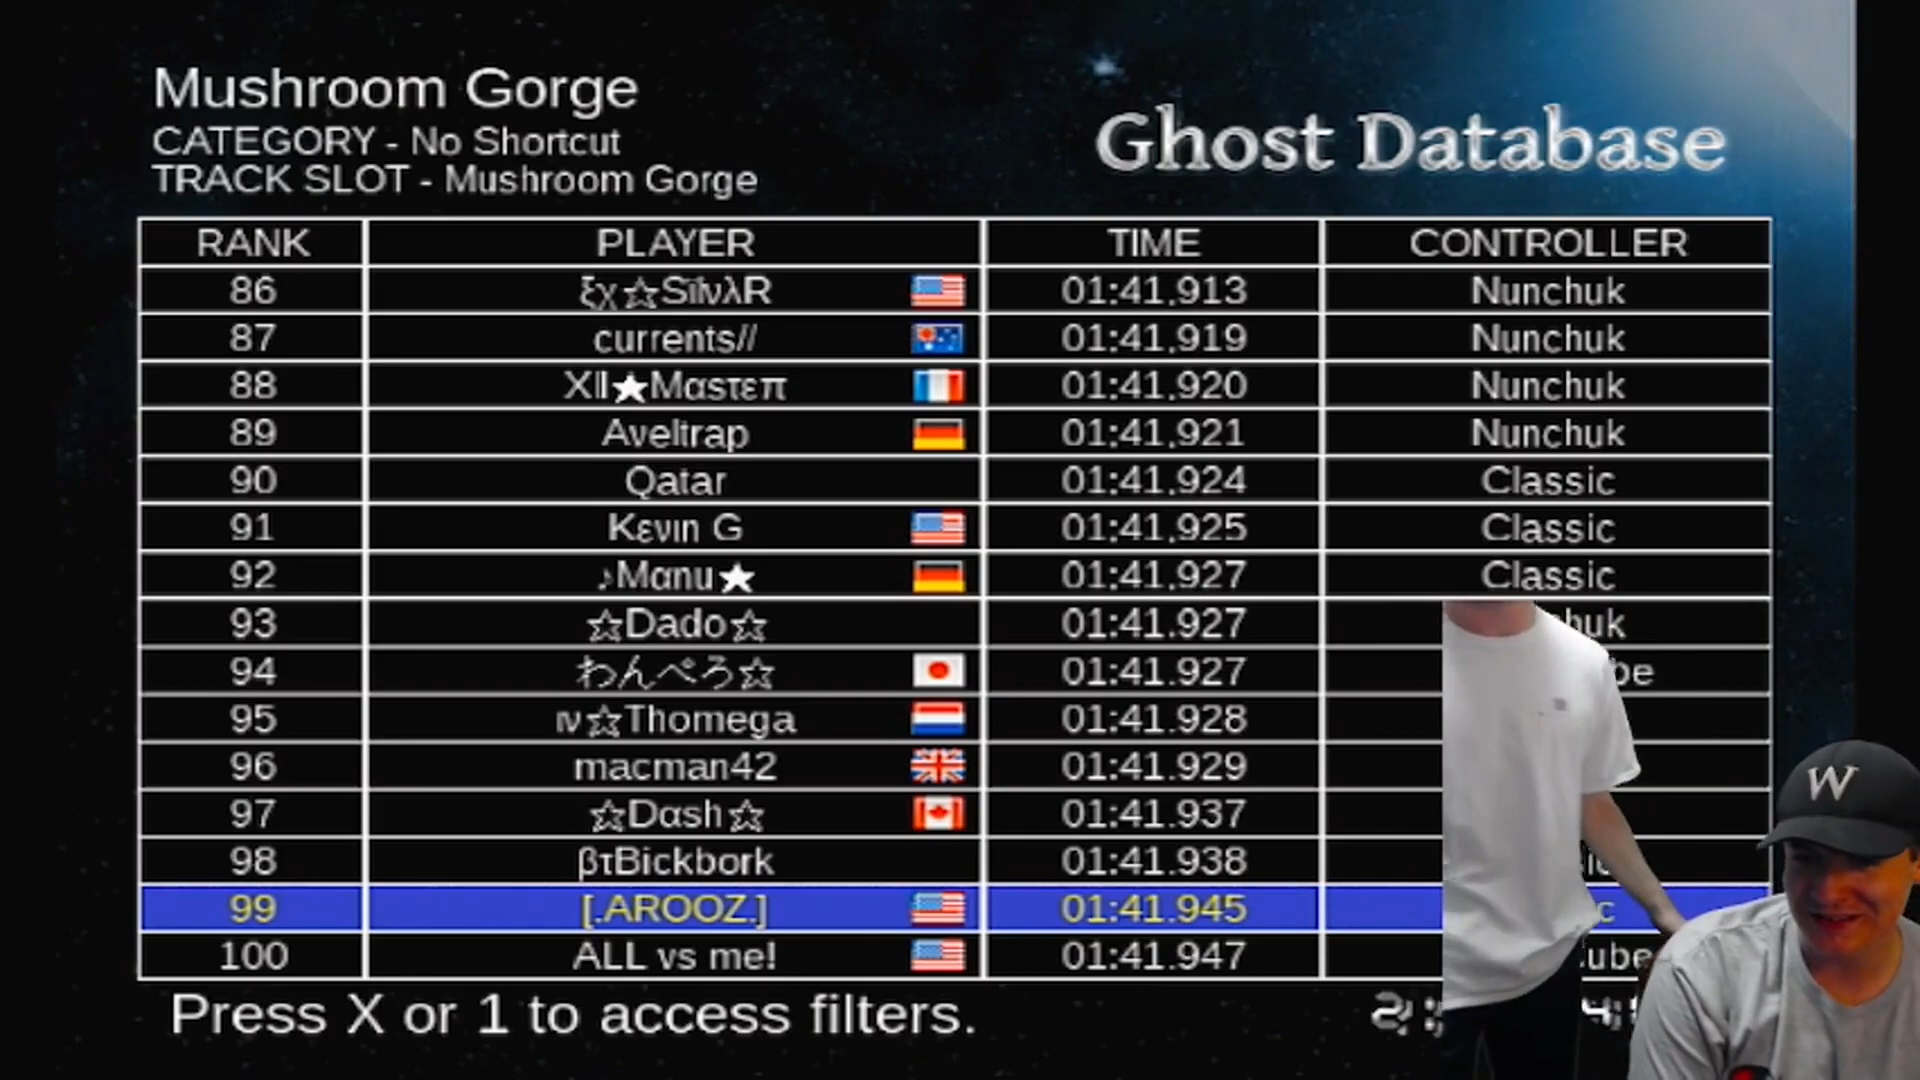 Mushroom Gorge
CATEGORY - No Shortcut
TRACK SLOT - Mushroom Gorge
Ghost Database
RANK PLAYER TIME CONTROLLER
86 ξχ☆SïlνλR 01:41.913 Nunchuk
87 currents// 01:41.919 Nunchuk
88 XII★Mαsτεπ 01:41.920 Nunchuk
89 Aveltrap 01:41.921 Nunchuk
90 Qatar 01:41.924 Classic
91 Kενιn G 01:41.925 Classic
92 ♪Mαnu★ 01:41.927 Classic
93 ☆Dado☆ 01:41.927
94 わんぺろ☆ 01:41.927
95 ιν☆Thomega 01:41.928
96 macman42 01:41.929
97 ☆Dαsh☆ 01:41.937
98 βτBickbork 01:41.938
99 [.AROOZ.] 01:41.945
100 ALL vs me! 01:41.947
Press X or 1 to access filters.
W